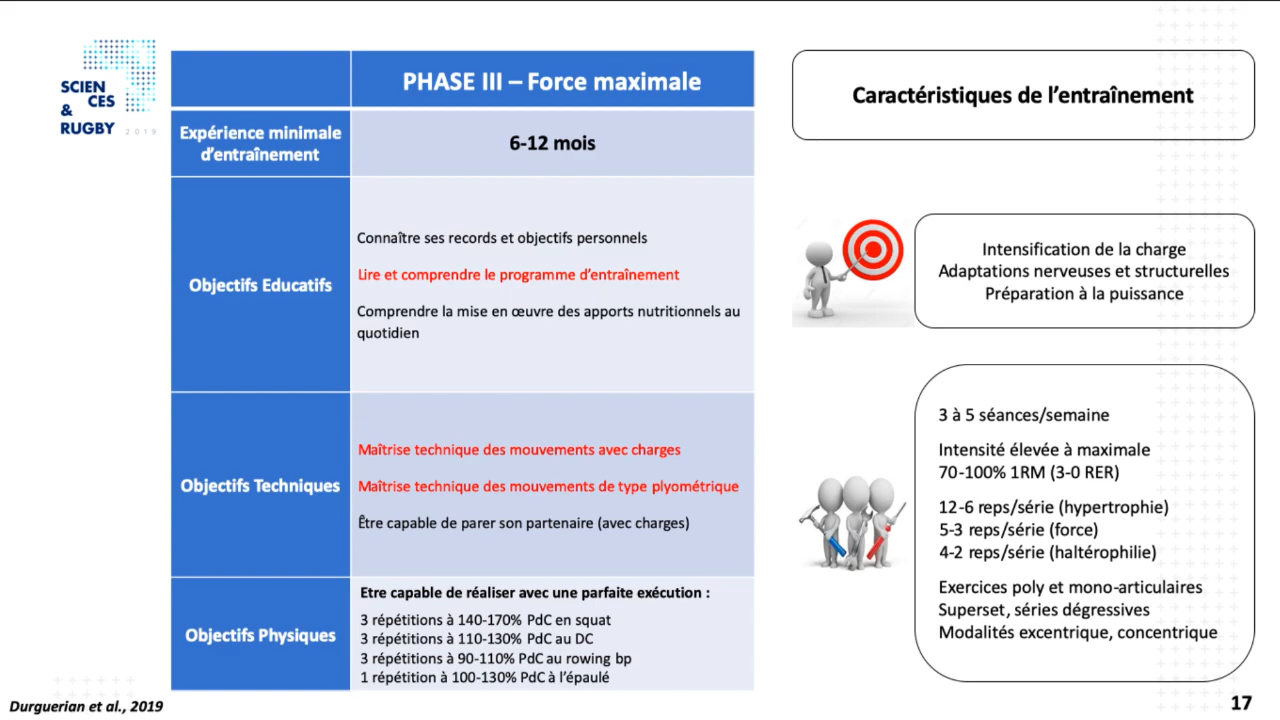 SCIEN
CES
&
RUGBY 2019
PHASE III – Force maximale
Expérience minimale
d’entraînement
6-12 mois
Objectifs Educatifs
Connaître ses records et objectifs personnels
Lire et comprendre le programme d’entraînement
Comprendre la mise en œuvre des apports nutritionnels au
quotidien
Objectifs Techniques
Maîtrise technique des mouvements avec charges
Maîtrise technique des mouvements de type plyométrique
Être capable de parer son partenaire (avec charges)
Objectifs Physiques
Etre capable de réaliser avec une parfaite exécution :
3 répétitions à 140-170% PdC en squat
3 répétitions à 110-130% PdC au DC
3 répétitions à 90-110% PdC au rowing bp
1 répétition à 100-130% PdC à l’épaulé
Caractéristiques de l’entraînement
Intensification de la charge
Adaptations nerveuses et structurelles
Préparation à la puissance
3 à 5 séances/semaine
Intensité élevée à maximale
70-100% 1RM (3-0 RER)
12-6 reps/série (hypertrophie)
5-3 reps/série (force)
4-2 reps/série (haltérophilie)
Exercices poly et mono-articulaires
Superset, séries dégressives
Modalités excentrique, concentrique
Durguerian et al., 2019
17